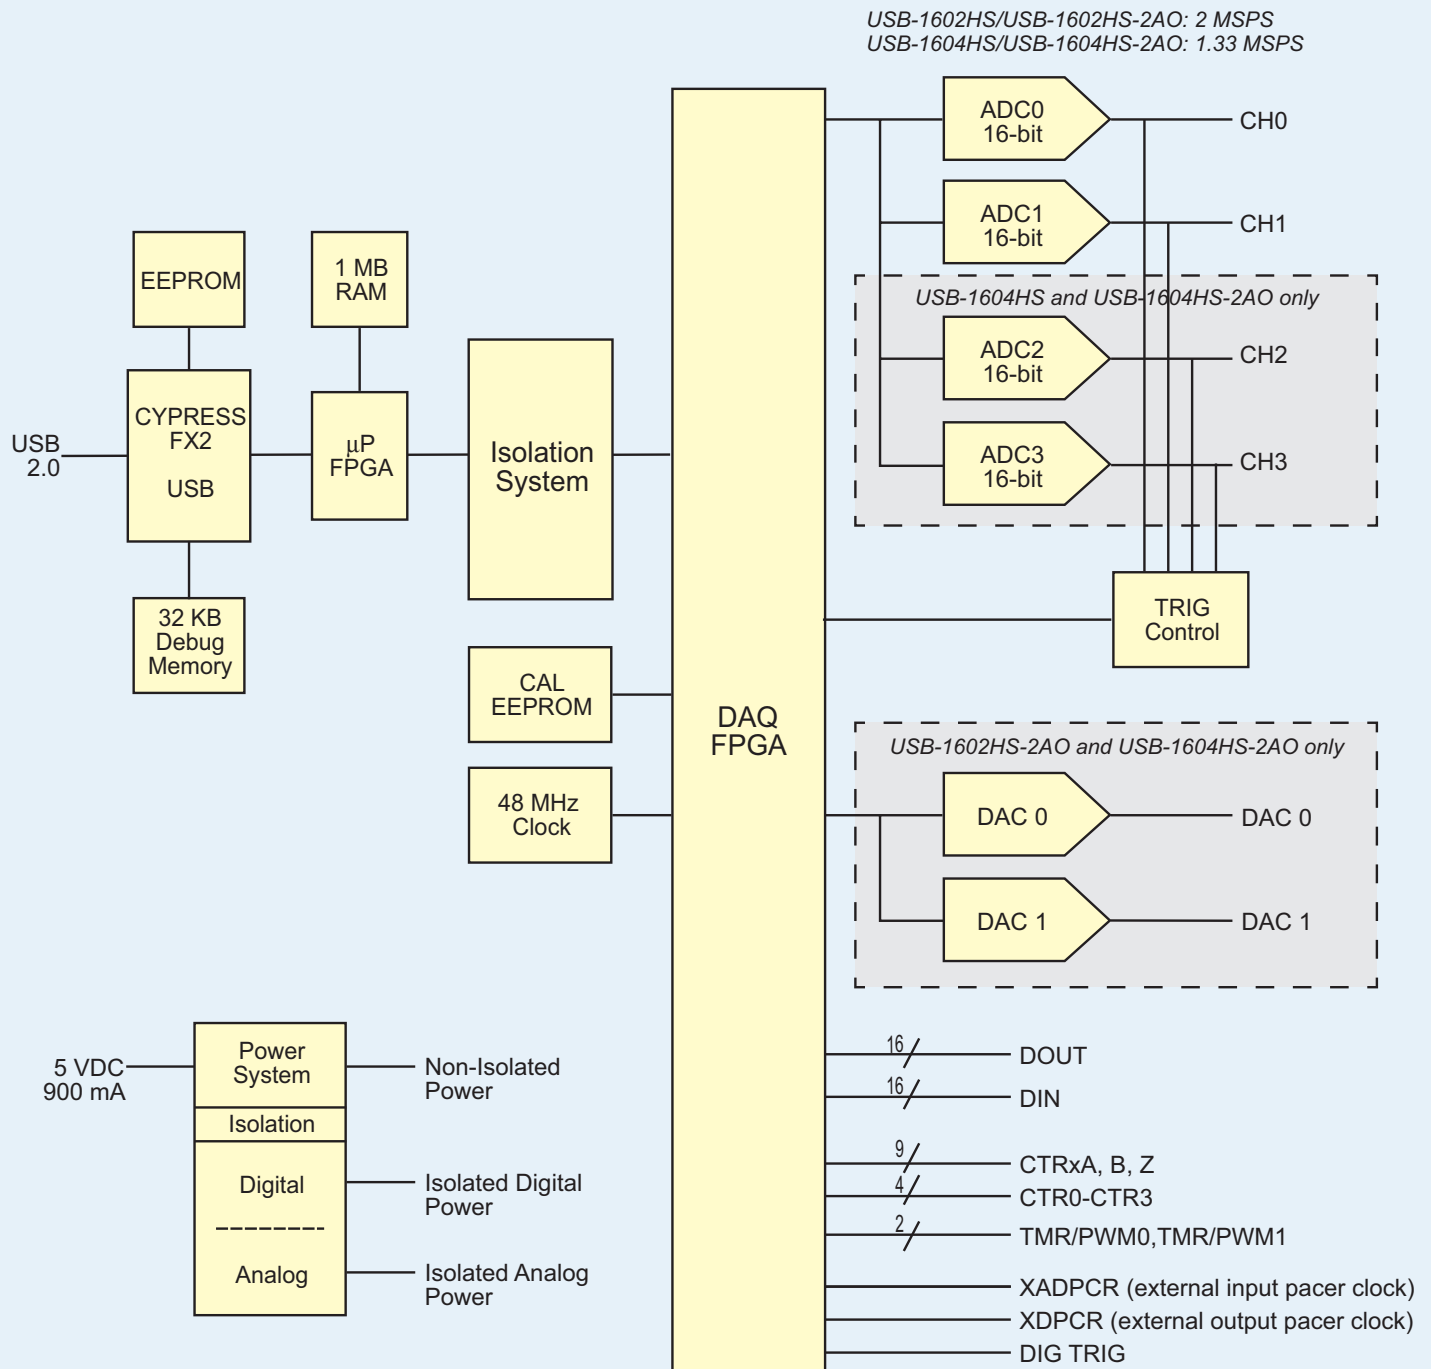 USB-1602HS/USB-1602HS-2AO: 2 MSPS
USB-1604HS/USB-1604HS-2AO: 1.33 MSPS
ADC0
16-bit
CH0
ADC1
16-bit
CH1
USB-1604HS and USB-1604HS-2AO only
ADC2
16-bit
CH2
ADC3
16-bit
CH3
TRIG
Control
EEPROM
1 MB
RAM
USB
2.0
CYPRESS
FX2
USB
µP
FPGA
Isolation
System
32 KB
Debug
Memory
CAL
EEPROM
48 MHz
Clock
DAQ
FPGA
USB-1602HS-2AO and USB-1604HS-2AO only
DAC 0
DAC 0
DAC 1
DAC 1
5 VDC
900 mA
Power
System
Non-Isolated
Power
Isolation
Digital
Isolated Digital
Power
Analog
Isolated Analog
Power
16
DOUT
16
DIN
9
CTRxA, B, Z
4
CTR0-CTR3
2
TMR/PWM0,TMR/PWM1
XADPCR (external input pacer clock)
XDPCR (external output pacer clock)
DIG TRIG